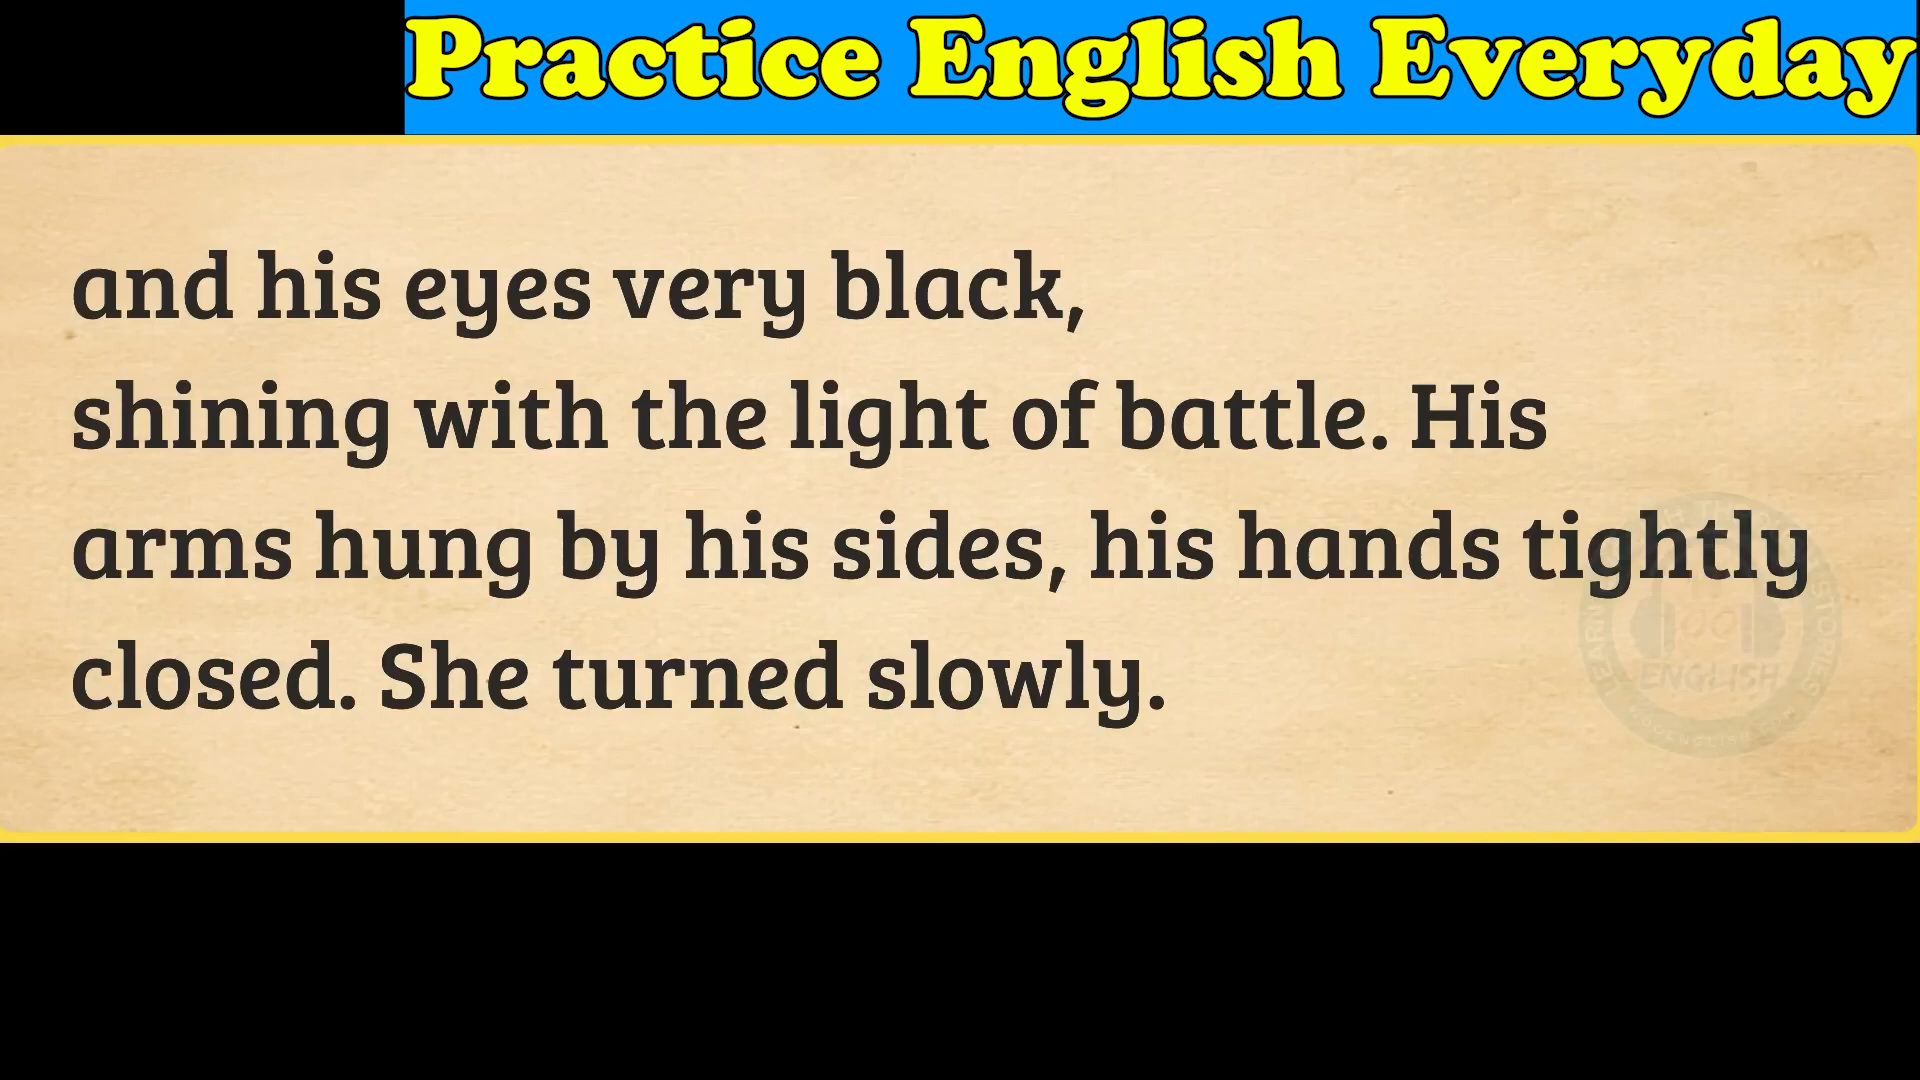 Practice English Everyday
and his eyes very black,
shining with the light of battle. His
arms hung by his sides, his hands tightly
closed. She turned slowly.
ENGLISH